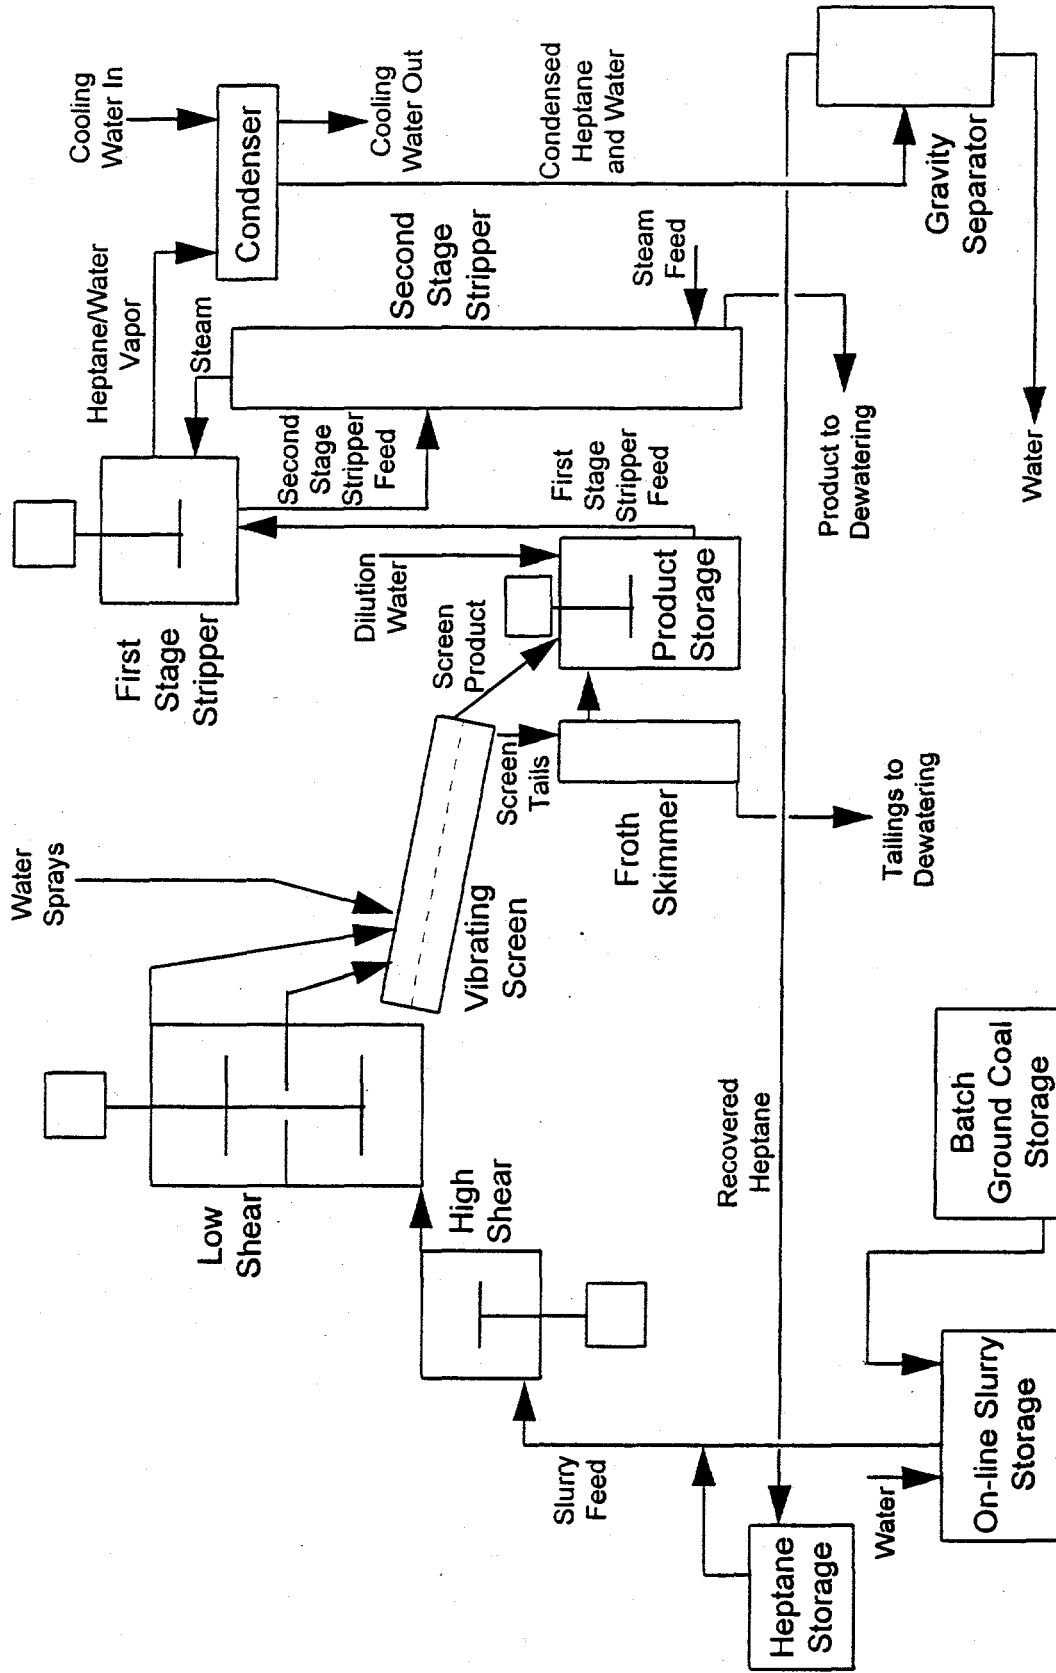 Cooling
Water In
Condenser
Cooling
Water Out
Condensed
Heptane
and Water
Gravity
Separator
Water
Heptane/Water
Vapor
Steam
Second
Stage
Stripper
Steam
Feed
Second
Stage
Stripper
Feed
First
Stage
Stripper
Feed
Product to
Dewatering
First
Stage
Stripper
Dilution
Water
Product
Storage
Screen
Product
Screen
Tails
Froth
Skimmer
Tailings to
Dewatering
Water
Sprays
Vibrating
Screen
Low
Shear
High
Shear
Recovered
Heptane
Batch
Ground Coal
Storage
Slurry
Feed
Heptane
Storage
Water
On-line Slurry
Storage